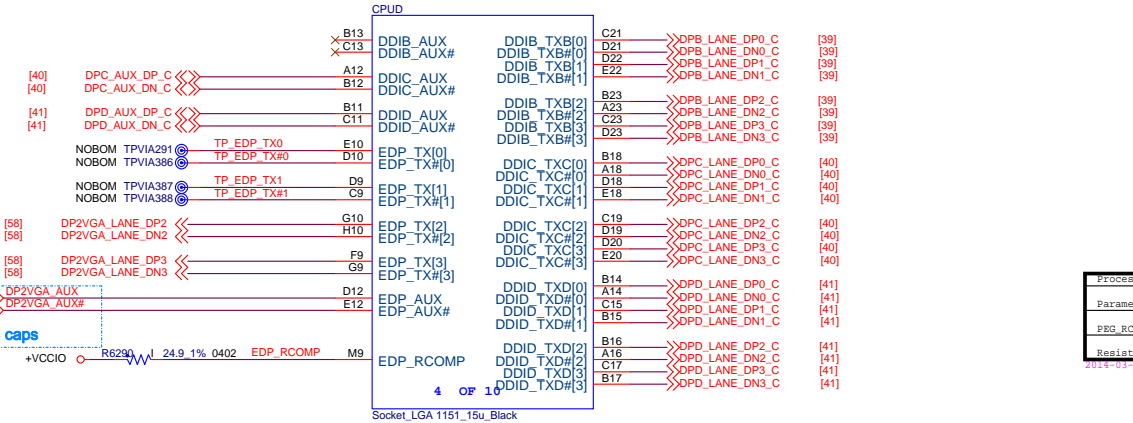 CPUD
B13 DDIB_AUX
C13 DDIB_AUX#
[40] DPC_AUX_DP_C A12 DDIC_AUX
[40] DPC_AUX_DN_C B12 DDIC_AUX#
[41] DPD_AUX_DP_C B11 DDID_AUX
[41] DPD_AUX_DN_C C11 DDID_AUX#
NOBOM TPVIA291 TP_EDP_TX0 E10 EDP_TX[0]
NOBOM TPVIA386 TP_EDP_TX#0 D10 EDP_TX#[0]
NOBOM TPVIA387 TP_EDP_TX1 D9 EDP_TX[1]
NOBOM TPVIA388 TP_EDP_TX#1 C9 EDP_TX#[1]
[58] DP2VGA_LANE_DP2 G10 EDP_TX[2]
[58] DP2VGA_LANE_DN2 H10 EDP_TX#[2]
[58] DP2VGA_LANE_DP3 F9 EDP_TX[3]
[58] DP2VGA_LANE_DN3 G9 EDP_TX#[3]
DP2VGA_AUX D12 EDP_AUX
DP2VGA_AUX# E12 EDP_AUX#
caps
+VCCIO R6290 24.9_1% 0402 EDP_RCOMP M9 EDP_RCOMP
DDIB_TXB[0] C21 DPB_LANE_DP0_C [39]
DDIB_TXB#[0] D21 DPB_LANE_DN0_C [39]
DDIB_TXB[1] D22 DPB_LANE_DP1_C [39]
DDIB_TXB#[1] E22 DPB_LANE_DN1_C [39]
DDIB_TXB[2] B23 DPB_LANE_DP2_C [39]
DDIB_TXB#[2] A23 DPB_LANE_DN2_C [39]
DDIB_TXB[3] C23 DPB_LANE_DP3_C [39]
DDIB_TXB#[3] D23 DPB_LANE_DN3_C [39]
DDIC_TXC[0] B18 DPC_LANE_DP0_C [40]
DDIC_TXC#[0] A18 DPC_LANE_DN0_C [40]
DDIC_TXC[1] D18 DPC_LANE_DP1_C [40]
DDIC_TXC#[1] E18 DPC_LANE_DN1_C [40]
DDIC_TXC[2] C19 DPC_LANE_DP2_C [40]
DDIC_TXC#[2] D19 DPC_LANE_DN2_C [40]
DDIC_TXC[3] D20 DPC_LANE_DP3_C [40]
DDIC_TXC#[3] E20 DPC_LANE_DN3_C [40]
DDID_TXD[0] B14 DPD_LANE_DP0_C [41]
DDID_TXD#[0] A14 DPD_LANE_DN0_C [41]
DDID_TXD[1] C15 DPD_LANE_DP1_C [41]
DDID_TXD#[1] B15 DPD_LANE_DN1_C [41]
DDID_TXD[2] B16 DPD_LANE_DP2_C [41]
DDID_TXD#[2] A16 DPD_LANE_DN2_C [41]
DDID_TXD[3] C17 DPD_LANE_DP3_C [41]
DDID_TXD#[3] B17 DPD_LANE_DN3_C [41]
4 OF 10
Socket_LGA 1151_15u_Black
Proces
Parame
PEG_RC
Resist
2014-03-